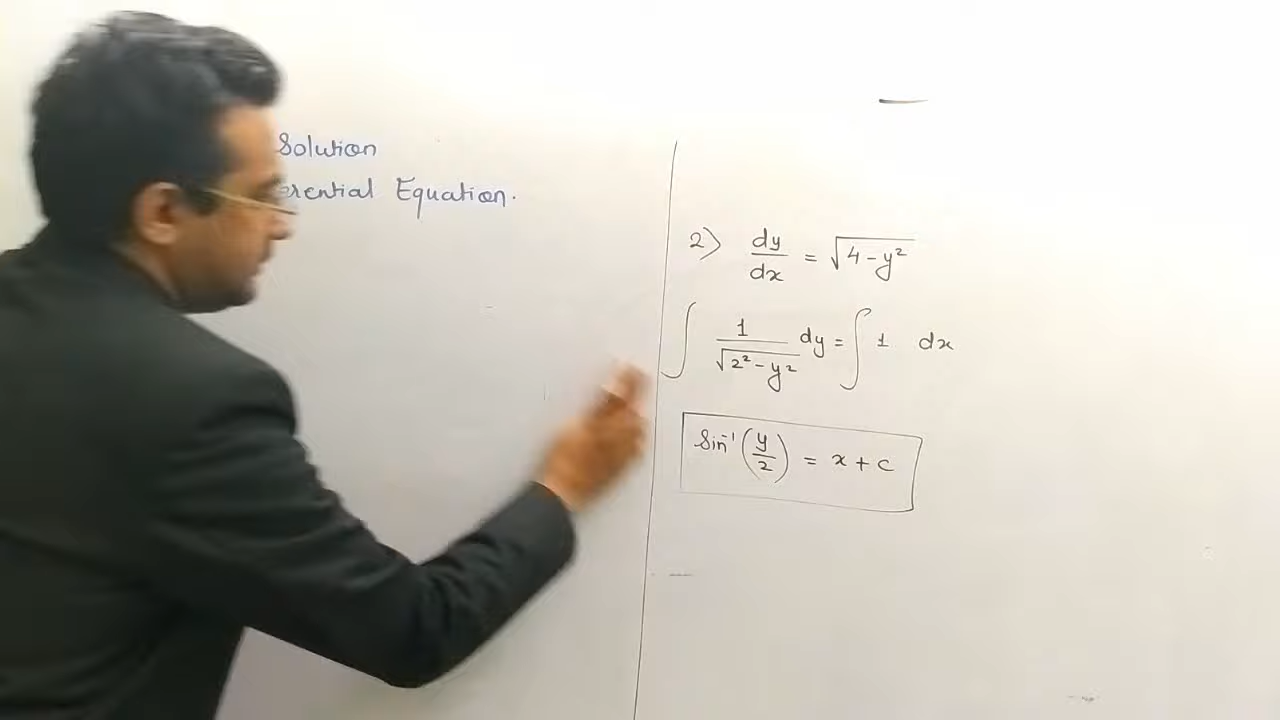 Solution
erential Equation.
2) dy/dx = √4-y²
∫ 1/√2²-y² dy = ∫ 1 dx
Sin⁻¹ (y/2) = x + c